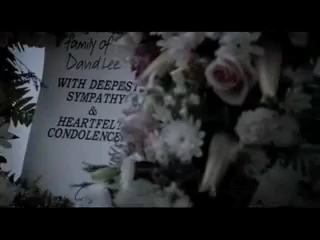 family of
David Lee
WITH DEEPEST
SYMPATHY
&
HEARTFELT
CONDOLENCE